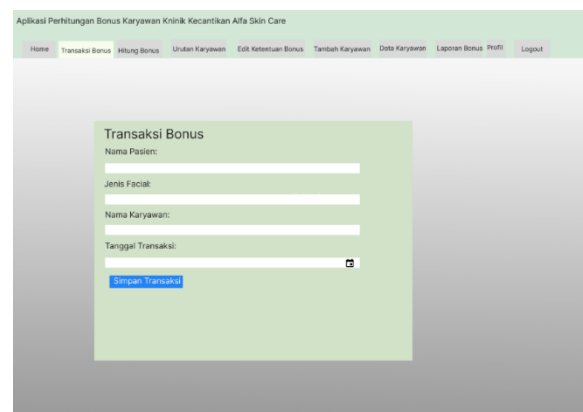 Aplikasi Perhitungan Bonus Karyawan Kninik Kecantikan Alfa Skin Care
Home Transaksi Bonus Hitung Bonus Urutan Karyawan Edit Ketentuan Bonus Tambah Karyawan Data Karyawan Laporan Bonus Profil Logout
Transaksi Bonus
Nama Pasien:
Jenis Facial:
Nama Karyawan:
Tanggal Transaksi:
Simpan Transaksi